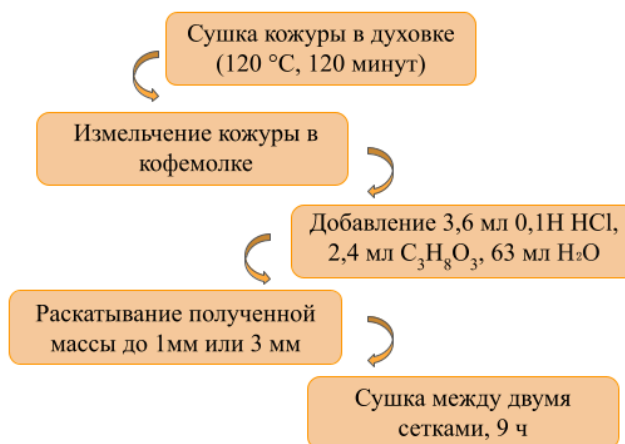 Сушка кожуры в духовке
(120 °C, 120 минут)
Измельчение кожуры в
кофемолке
Добавление 3,6 мл 0,1Н HCl,
2,4 мл C₃H₈O₃, 63 мл H₂O
Раскатывание полученной
массы до 1мм или 3 мм
Сушка между двумя
сетками, 9 ч